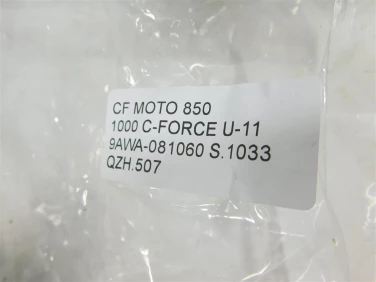 CF MOTO 850
1000 C-FORCE U-11
9AWA-081060 S.1033
QZH.507